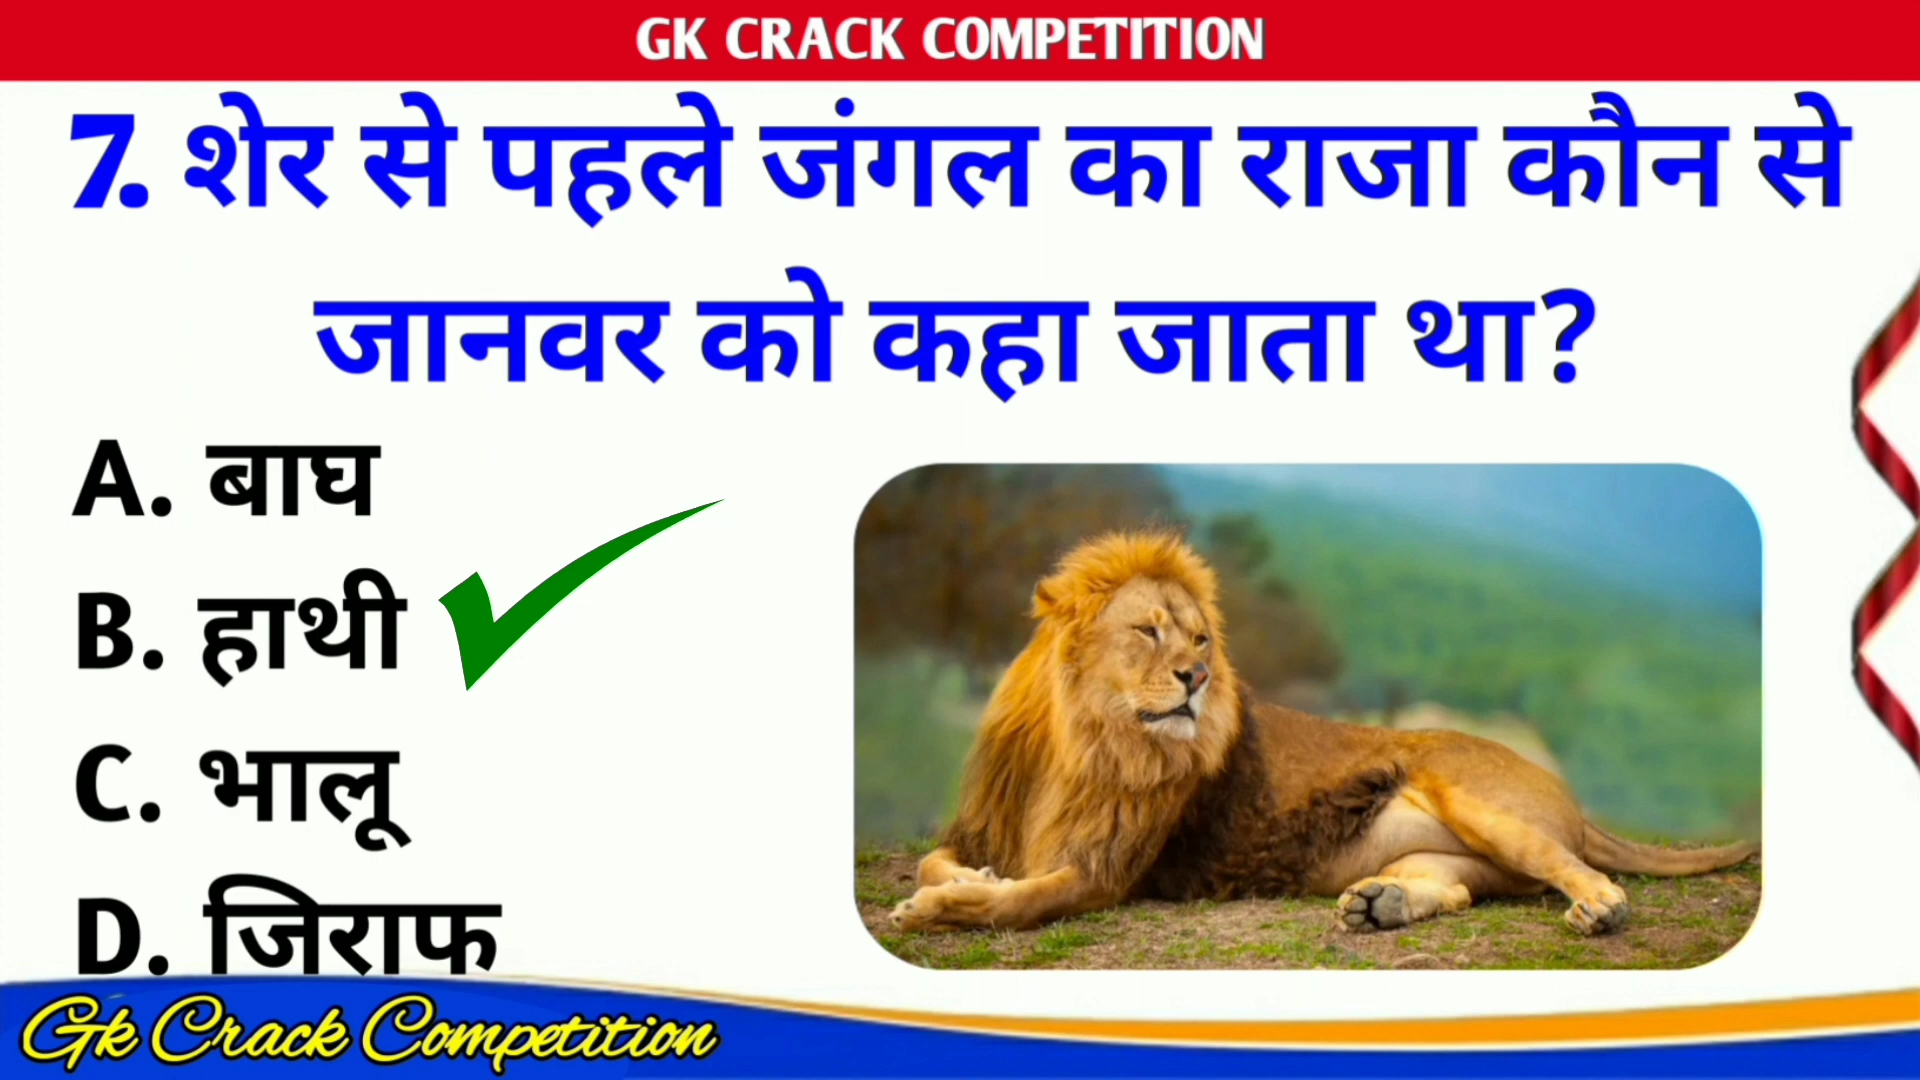 GK CRACK COMPETITION
7. शेर से पहले जंगल का राजा कौन से
जानवर को कहा जाता था?
A. बाघ
B. हाथी
C. भालू
D. जिराफ
Gk Crack Competition